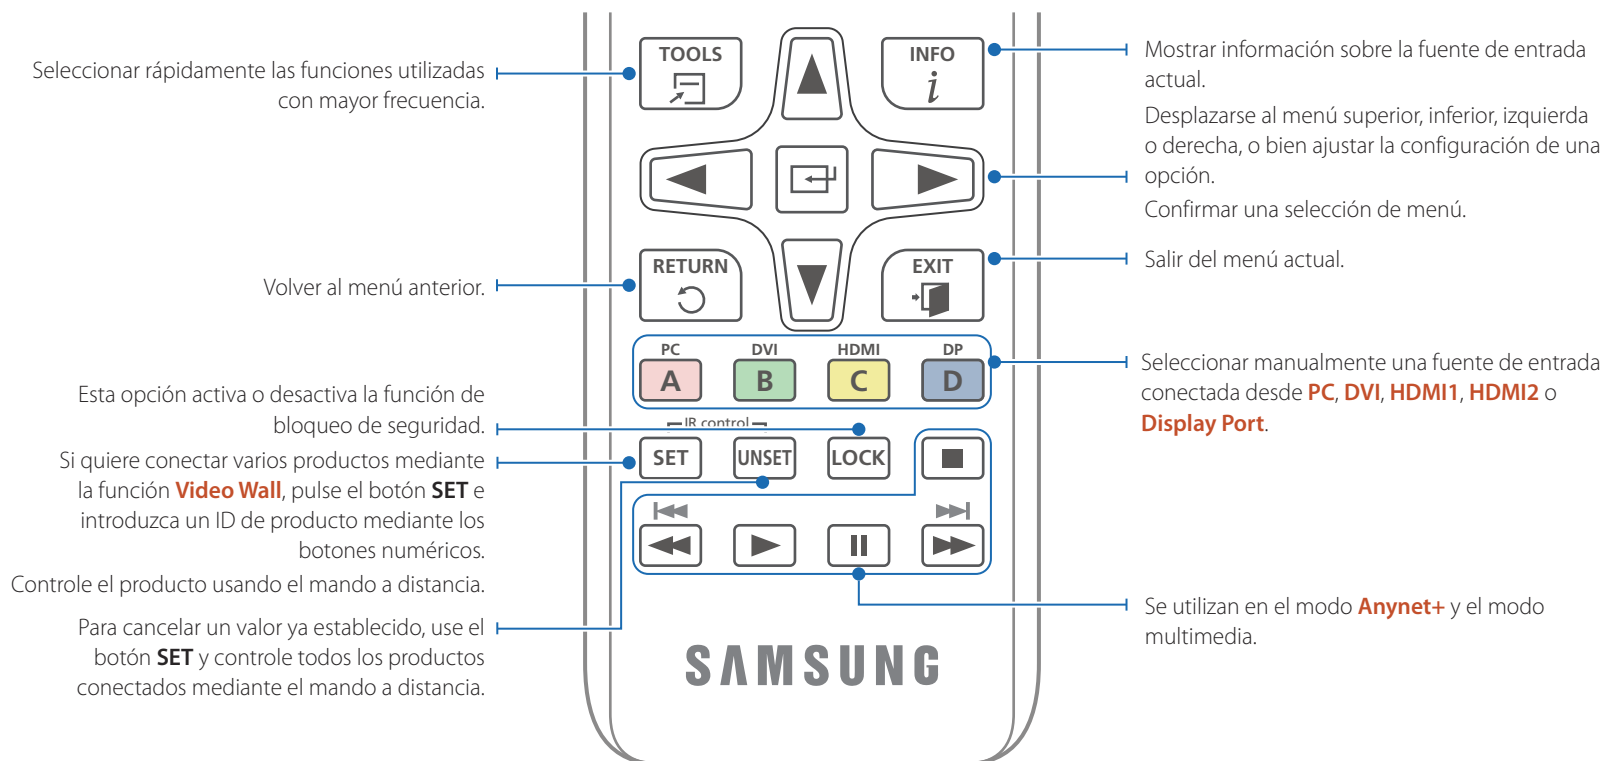 TOOLS
INFO
i
Seleccionar rápidamente las funciones utilizadas
con mayor frecuencia.
Mostrar información sobre la fuente de entrada
actual.
Desplazarse al menú superior, inferior, izquierda
o derecha, o bien ajustar la configuración de una
opción.
Confirmar una selección de menú.
RETURN
EXIT
Volver al menú anterior.
Salir del menú actual.
PC
DVI
HDMI
DP
A
B
C
D
Seleccionar manualmente una fuente de entrada
conectada desde PC, DVI, HDMI1, HDMI2 o
Display Port.
Esta opción activa o desactiva la función de
bloqueo de seguridad.
IR control
SET
UNSET
LOCK
Si quiere conectar varios productos mediante
la función Video Wall, pulse el botón SET e
introduzca un ID de producto mediante los
botones numéricos.
Controle el producto usando el mando a distancia.
Para cancelar un valor ya establecido, use el
botón SET y controle todos los productos
conectados mediante el mando a distancia.
Se utilizan en el modo Anynet+ y el modo
multimedia.
SAMSUNG